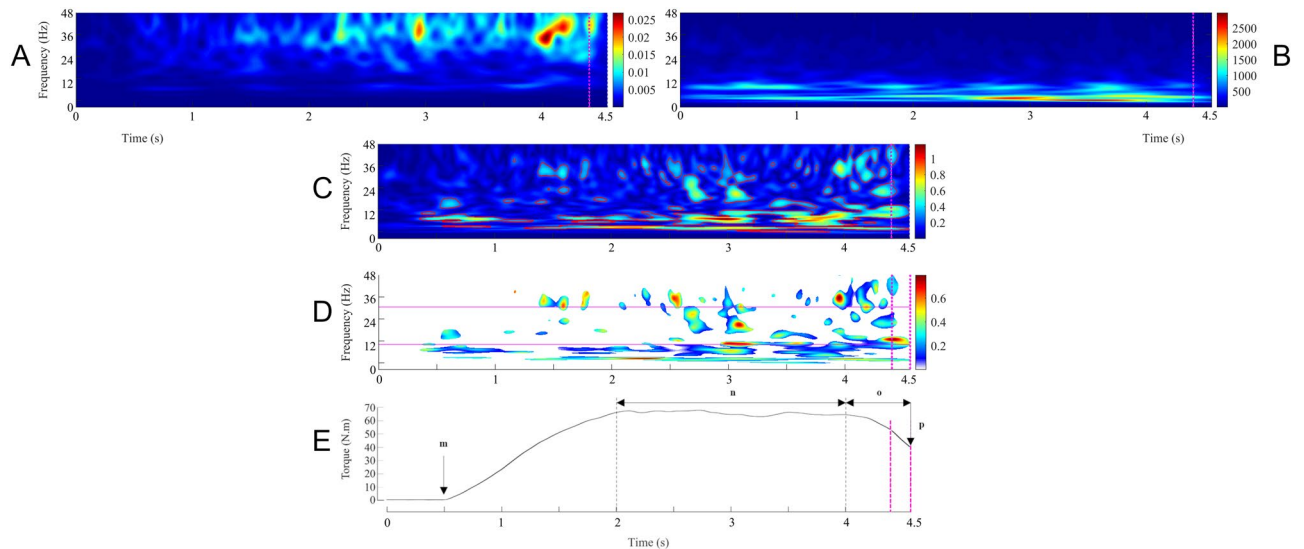 A
Frequency (Hz)
48
36
24
12
0
0 1 2 3 4 4.5
0.025
0.02
0.015
0.01
0.005
Time (s)
B
48
36
24
12
0
0 1 2 3 4 4.5
2500
2000
1500
1000
500
Time (s)
C
Frequency (Hz)
48
36
24
12
0
0 1 2 3 4 4.5
1
0.8
0.6
0.4
0.2
D
Frequency (Hz)
48
36
24
12
0
0 1 2 3 4 4.5
0.6
0.4
0.2
E
Torque (N.m)
70
60
50
40
30
20
10
0
m
n
o
p
0 1 2 3 4 4.5
Time (s)